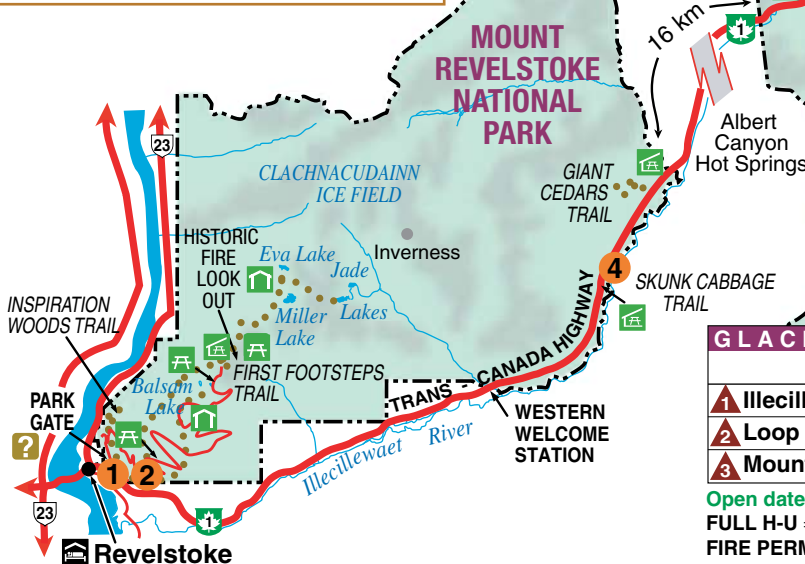 MOUNT
REVELSTOKE
NATIONAL
PARK
16 km
1
Albert
Canyon
Hot Springs
23
CLACHNACUDAINN
ICE FIELD
GIANT
CEDARS
TRAIL
HISTORIC
FIRE
LOOK
OUT
Inverness
Eva Lake
Jade
Lakes
Miller
Lake
4
SKUNK CABBAGE
TRAIL
INSPIRATION
WOODS TRAIL
FIRST FOOTSTEPS
TRAIL
Balsam
Lake
PARK
GATE
TRANS - CANADA HIGHWAY
WESTERN
WELCOME
STATION
?
1
2
Illecillewaet River
23
1
Revelstoke
GLACI
1 Illecill
2 Loop
3 Moun
Open date
FULL H-U =
FIRE PERM